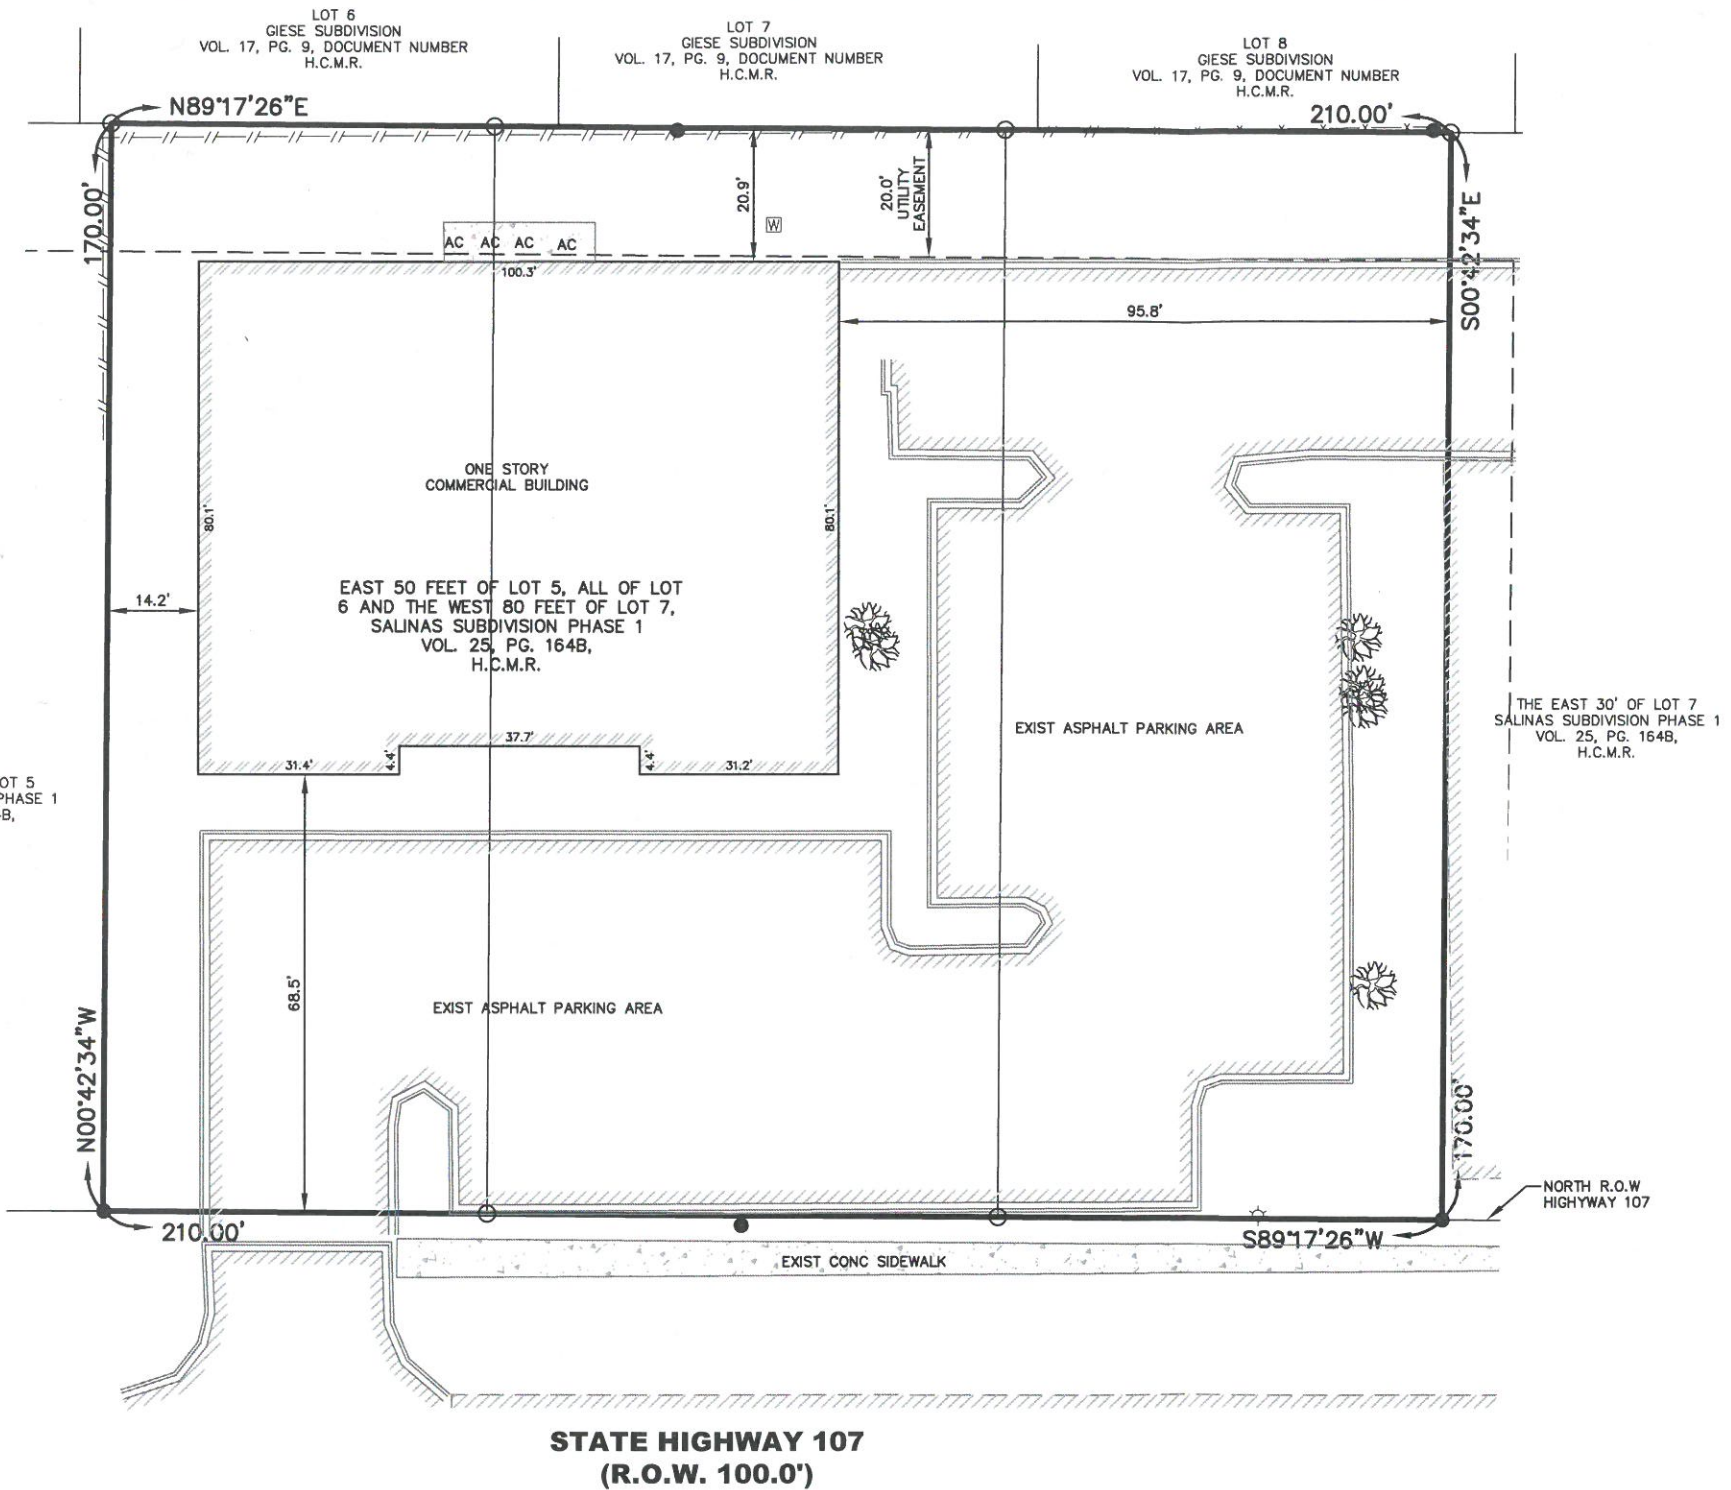 LOT 6
GIESE SUBDIVISION
VOL. 17, PG. 9, DOCUMENT NUMBER
H.C.M.R.
LOT 7
GIESE SUBDIVISION
VOL. 17, PG. 9, DOCUMENT NUMBER
H.C.M.R.
LOT 8
GIESE SUBDIVISION
VOL. 17, PG. 9, DOCUMENT NUMBER
H.C.M.R.
N89°17'26"E
210.00'
170.00'
20.9'
W
20.0'
UTILITY
EASEMENT
S00°42'34"E
AC AC AC AC
100.3'
95.8'
ONE STORY
COMMERCIAL BUILDING
80.1'
80.1'
EAST 50 FEET OF LOT 5, ALL OF LOT
6 AND THE WEST 80 FEET OF LOT 7,
SALINAS SUBDIVISION PHASE 1
VOL. 25, PG. 164B,
H.C.M.R.
14.2'
37.7'
31.4'
4.4'
4.4'
31.2'
EXIST ASPHALT PARKING AREA
THE EAST 30' OF LOT 7
SALINAS SUBDIVISION PHASE 1
VOL. 25, PG. 164B,
H.C.M.R.
OT 5
PHASE 1
B,
68.5'
EXIST ASPHALT PARKING AREA
N00°42'34"W
170.00'
NORTH R.O.W
HIGHYWAY 107
210.00'
S89°17'26"W
EXIST CONC SIDEWALK
STATE HIGHWAY 107
(R.O.W. 100.0')